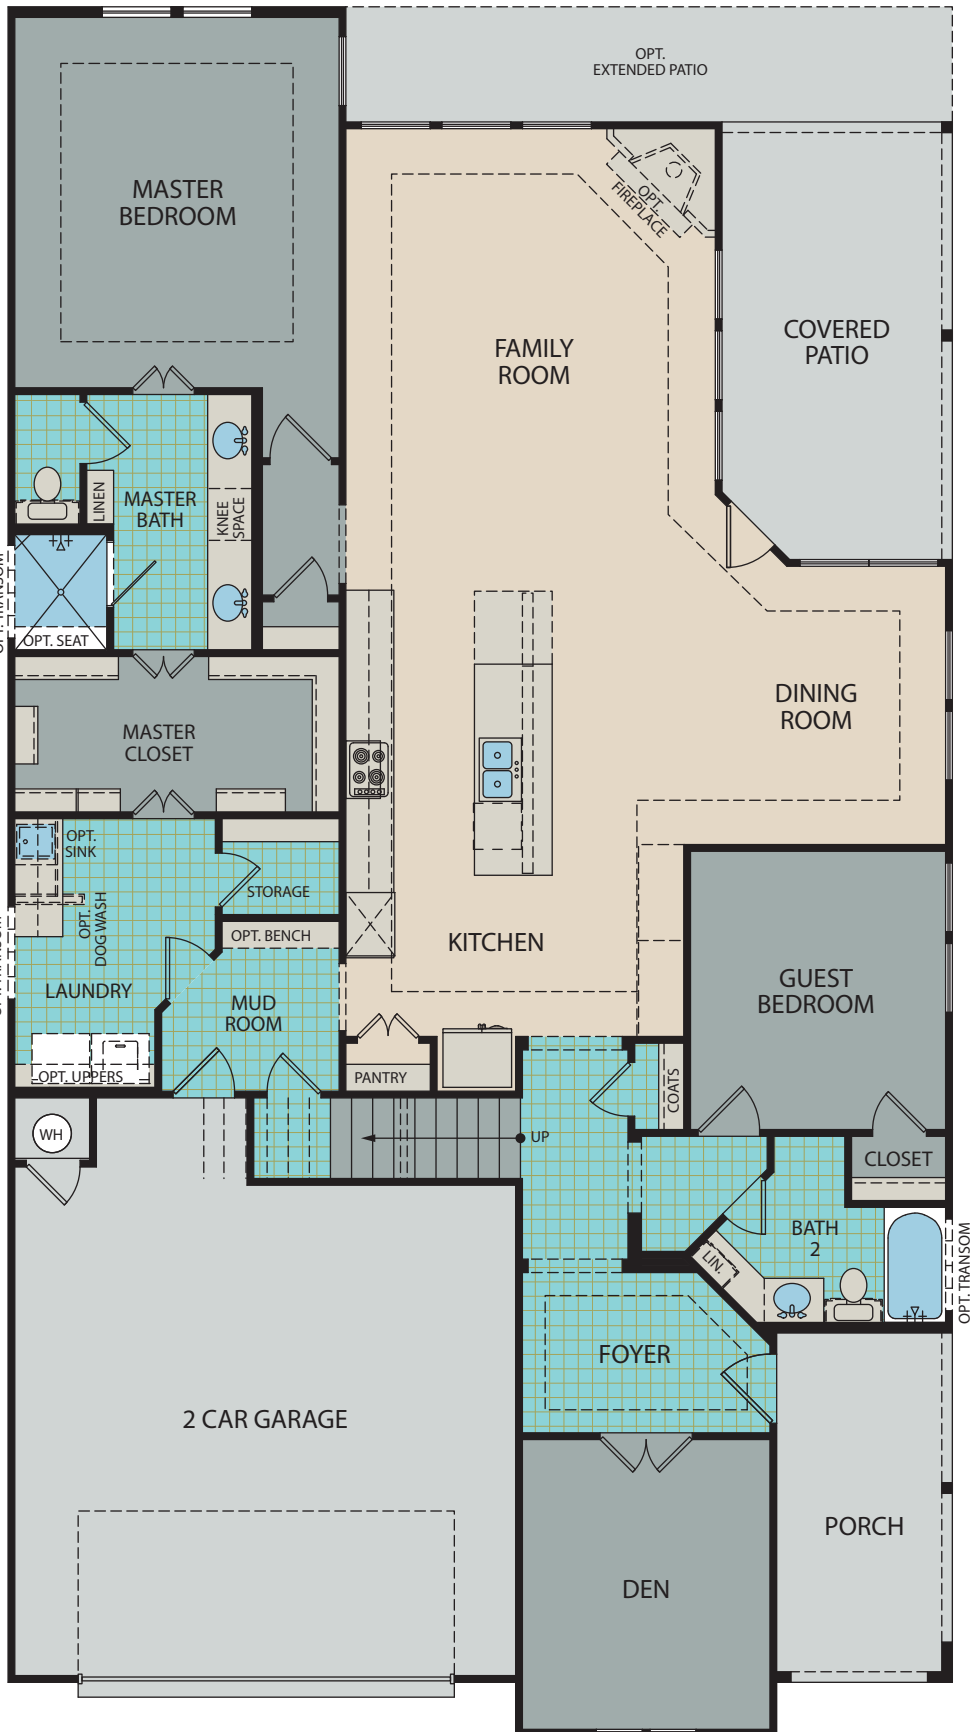 OPT.
EXTENDED PATIO
MASTER
BEDROOM
OPT.
FIREPLACE
FAMILY
ROOM
COVERED
PATIO
LINEN
MASTER
BATH
KNEE
SPACE
OPT. SEAT
DINING
ROOM
MASTER
CLOSET
OPT.
SINK
STORAGE
OPT.
DOG WASH
OPT. BENCH
KITCHEN
LAUNDRY
MUD
ROOM
GUEST
BEDROOM
OPT. UPPERS
PANTRY
COATS
WH
UP
CLOSET
BATH
2
LIN.
OPT. TRANSOM
FOYER
2 CAR GARAGE
PORCH
DEN